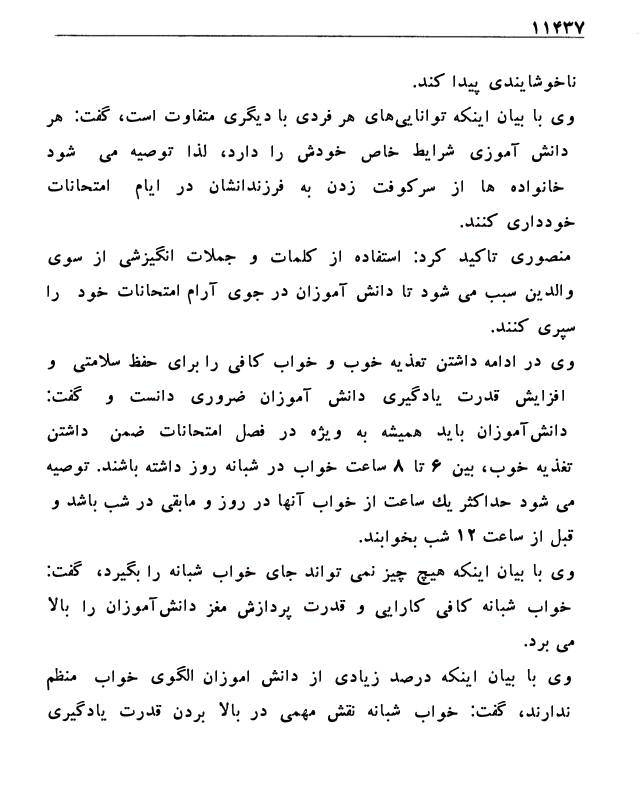 ۱۱۴۳۷
ناخوشایندی پیدا کند.
وی با بیان اینکه توانایی‌های هر فردی با دیگری متفاوت است، گفت: هر
دانش آموزی شرایط خاص خودش را دارد، لذا توصیه می شود
خانواده ها از سرکوفت زدن به فرزندانشان در ایام امتحانات
خودداری کنند.
منصوری تاکید کرد: استفاده از کلمات و جملات انگیزشی از سوی
والدین سبب می شود تا دانش آموزان در جوی آرام امتحانات خود را
سپری کنند.
وی در ادامه داشتن تعذیه خوب و خواب کافی را برای حفظ سلامتی و
افزایش قدرت یادگیری دانش آموزان ضروری دانست و گفت:
دانش‌آموزان باید همیشه به ویژه در فصل امتحانات ضمن داشتن
تغذیه خوب، بین ۶ تا ۸ ساعت خواب در شبانه روز داشته باشند. توصیه
می شود حداکثر یك ساعت از خواب آنها در روز و مابقی در شب باشد و
قبل از ساعت ۱۲ شب بخوابند.
وی با بیان اینکه هیچ چیز نمی تواند جای خواب شبانه را بگیرد، گفت:
خواب شبانه کافی کارایی و قدرت پردازش مغز دانش‌آموزان را بالا
می برد.
وی با بیان اینکه درصد زیادی از دانش اموزان الگوی خواب منظم
ندارند، گفت: خواب شبانه نقش مهمی در بالا بردن قدرت یادگیری